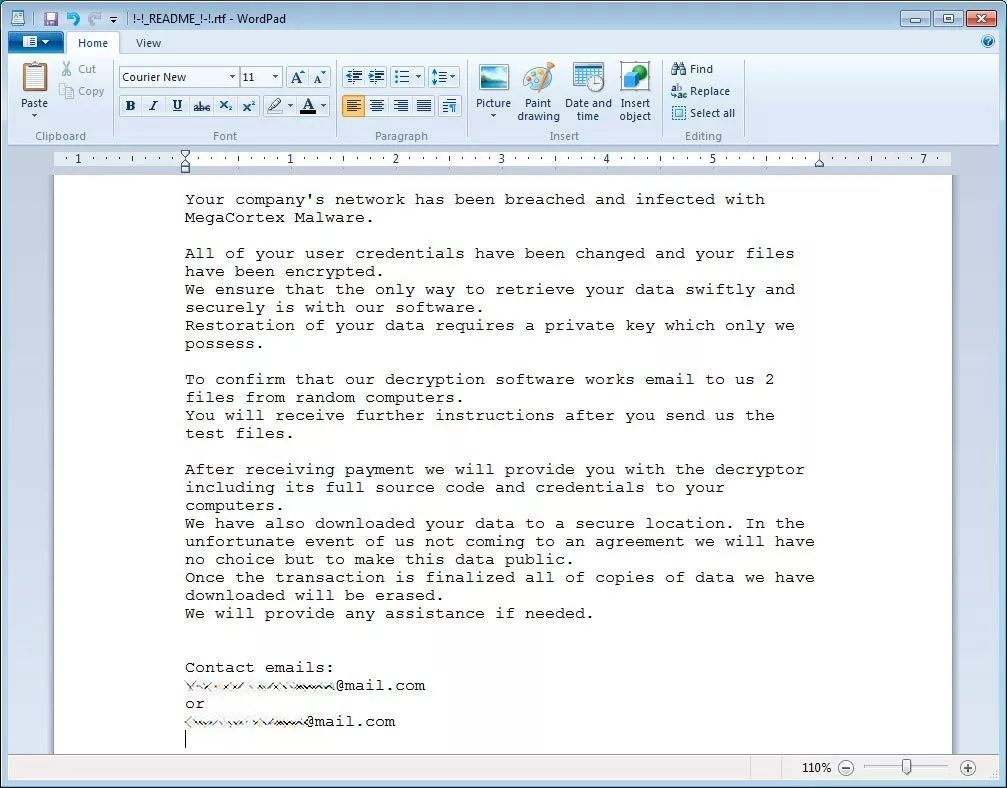 !-!_README_!-!.rtf - WordPad
Home View
Cut
Copy
Paste
Clipboard
Courier New 11 A A
B I U abc X₂ X² A
Font
Paragraph
Picture
Paint drawing
Date and time
Insert object
Insert
Find
Replace
Select all
Editing
1 1 2 3 4 5 7
Your company's network has been breached and infected with
MegaCortex Malware.
All of your user credentials have been changed and your files
have been encrypted.
We ensure that the only way to retrieve your data swiftly and
securely is with our software.
Restoration of your data requires a private key which only we
possess.
To confirm that our decryption software works email to us 2
files from random computers.
You will receive further instructions after you send us the
test files.
After receiving payment we will provide you with the decryptor
including its full source code and credentials to your
computers.
We have also downloaded your data to a secure location. In the
unfortunate event of us not coming to an agreement we will have
no choice but to make this data public.
Once the transaction is finalized all of copies of data we have
downloaded will be erased.
We will provide any assistance if needed.
Contact emails:
@mail.com
or
@mail.com
110%